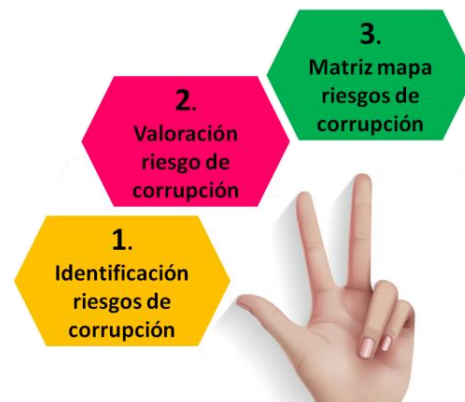 1.
Identificación
riesgos de
corrupción
2.
Valoración
riesgo de
corrupción
3.
Matriz mapa
riesgos de
corrupción